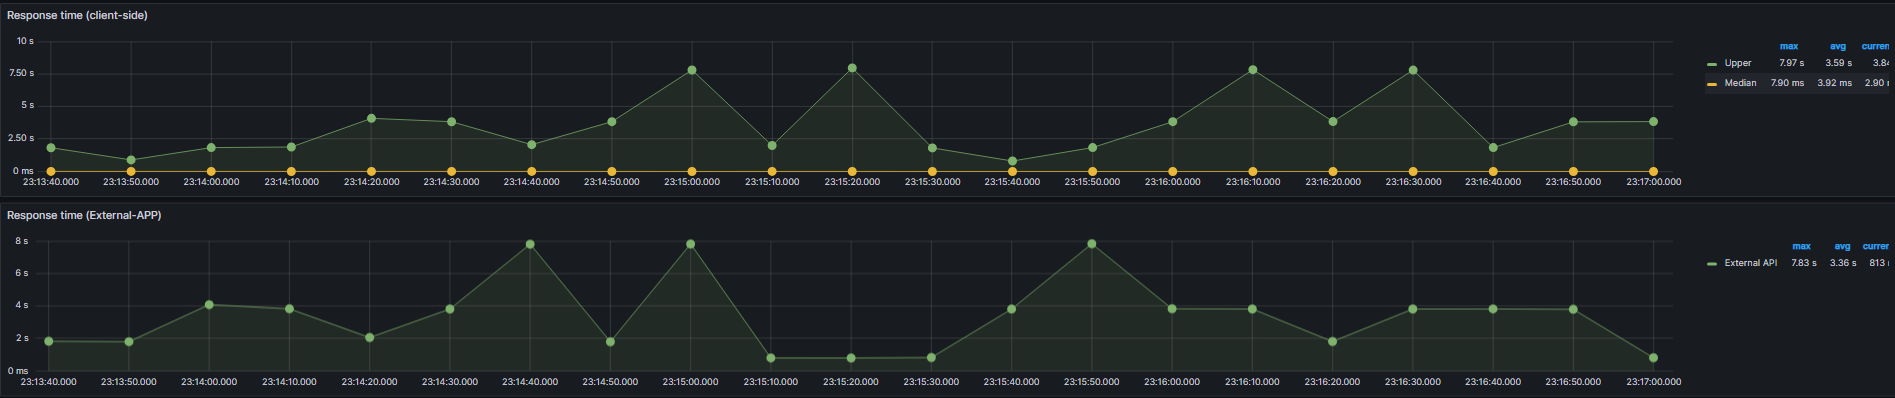 Response time (client-side)
10 s
7.50 s
5 s
2.50 s
0 ms
23:13:40.000 23:13:50.000 23:14:00.000 23:14:10.000 23:14:20.000 23:14:30.000 23:14:40.000 23:14:50.000 23:15:00.000 23:15:10.000 23:15:20.000 23:15:30.000 23:15:40.000 23:15:50.000 23:16:00.000 23:16:10.000 23:16:20.000 23:16:30.000 23:16:40.000 23:16:50.000 23:17:00.000
max avg curren
Upper 7.97 s 3.59 s 3.84
Median 7.90 ms 3.92 ms 2.90
Response time (External-APP)
8 s
6 s
4 s
2 s
0 ms
23:13:40.000 23:13:50.000 23:14:00.000 23:14:10.000 23:14:20.000 23:14:30.000 23:14:40.000 23:14:50.000 23:15:00.000 23:15:10.000 23:15:20.000 23:15:30.000 23:15:40.000 23:15:50.000 23:16:00.000 23:16:10.000 23:16:20.000 23:16:30.000 23:16:40.000 23:16:50.000 23:17:00.000
max avg curren
External API 7.83 s 3.36 s 813